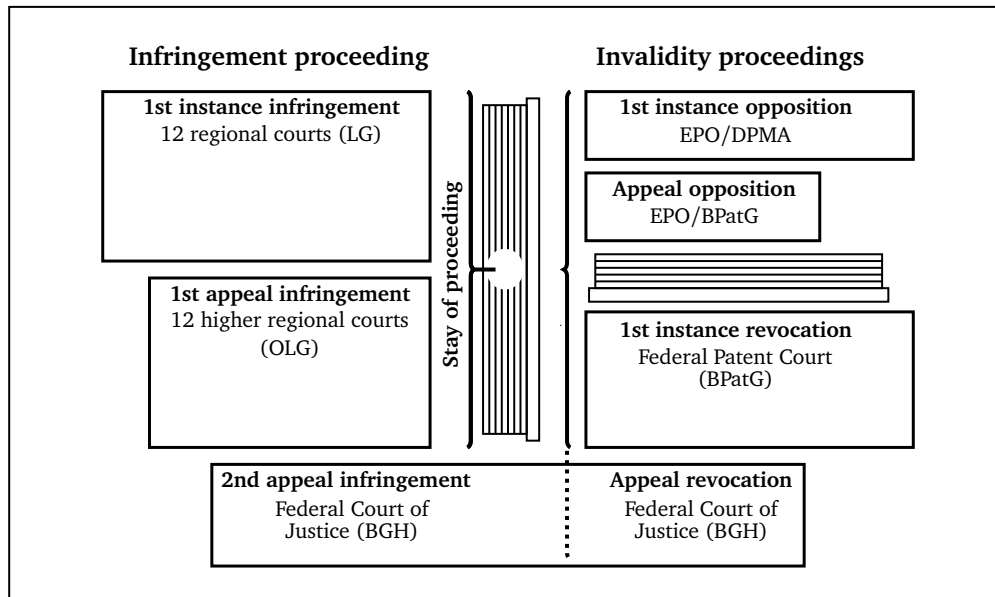 Infringement proceeding
1st instance infringement
12 regional courts (LG)
1st appeal infringement
12 higher regional courts
(OLG)
Stay of proceeding
Invalidity proceedings
1st instance opposition
EPO/DPMA
Appeal opposition
EPO/BPatG
1st instance revocation
Federal Patent Court
(BPatG)
2nd appeal infringement
Federal Court of
Justice (BGH)
Appeal revocation
Federal Court of
Justice (BGH)